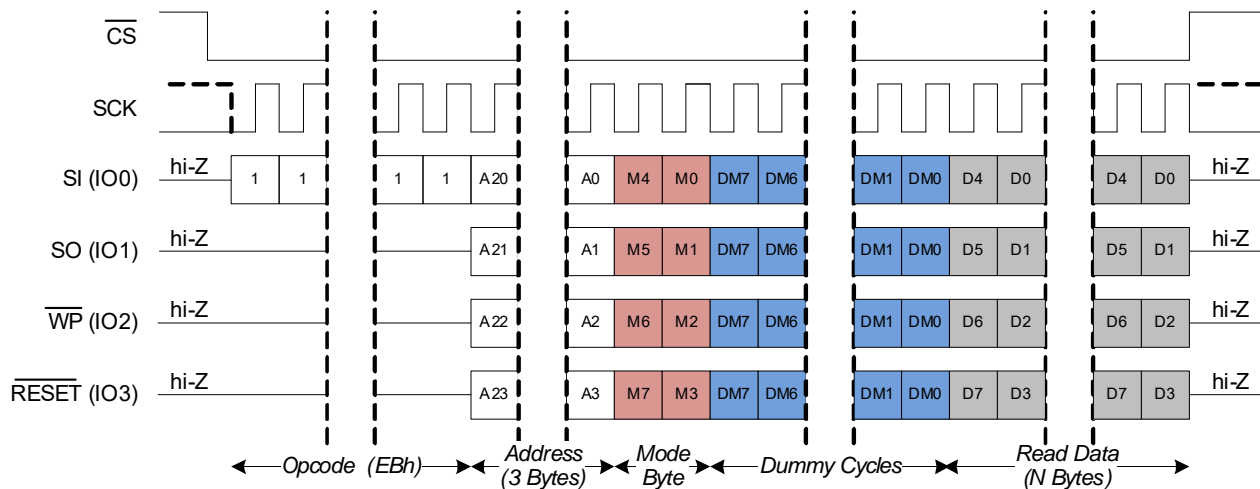 CS
SCK
SI (IO0) hi-Z 1 1 1 1 A20 A0 M4 M0 DM7 DM6 DM1 DM0 D4 D0 D4 D0 hi-Z
SO (IO1) hi-Z A21 A1 M5 M1 DM7 DM6 DM1 DM0 D5 D1 D5 D1 hi-Z
WP (IO2) hi-Z A22 A2 M6 M2 DM7 DM6 DM1 DM0 D6 D2 D6 D2 hi-Z
RESET (IO3) hi-Z A23 A3 M7 M3 DM7 DM6 DM1 DM0 D7 D3 D7 D3 hi-Z
Opcode (EBh) Address Mode Dummy Cycles Read Data
(3 Bytes) Byte (N Bytes)